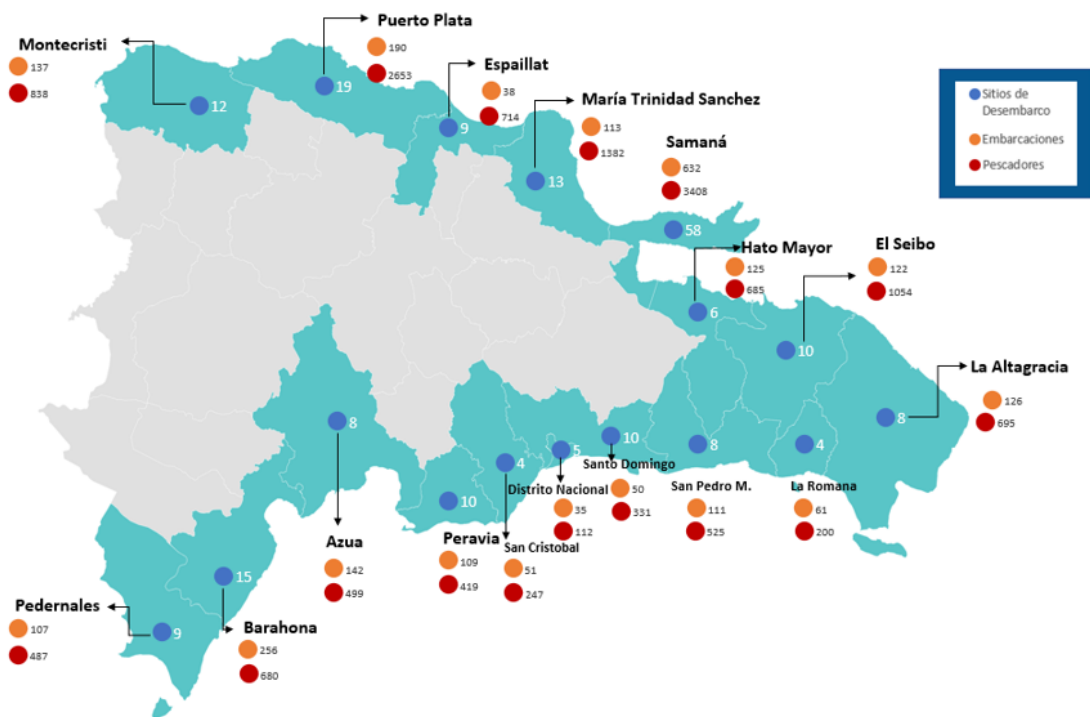 Puerto Plata
190
2653
19
Montecristi
137
838
12
Espaillat
38
714
9
María Trinidad Sanchez
113
1382
13
Samaná
632
3408
58
Sitios de
Desembarco
Embarcaciones
Pescadores
Hato Mayor
125
685
6
El Seibo
122
1054
10
La Altagracia
126
695
8
8
Azua
142
499
10
Peravia
109
419
4
San Cristobal
51
247
5
Distrito Nacional
35
112
10
Santo Domingo
50
331
8
San Pedro M.
111
525
4
La Romana
61
200
Pedernales
107
487
9
15
Barahona
256
680